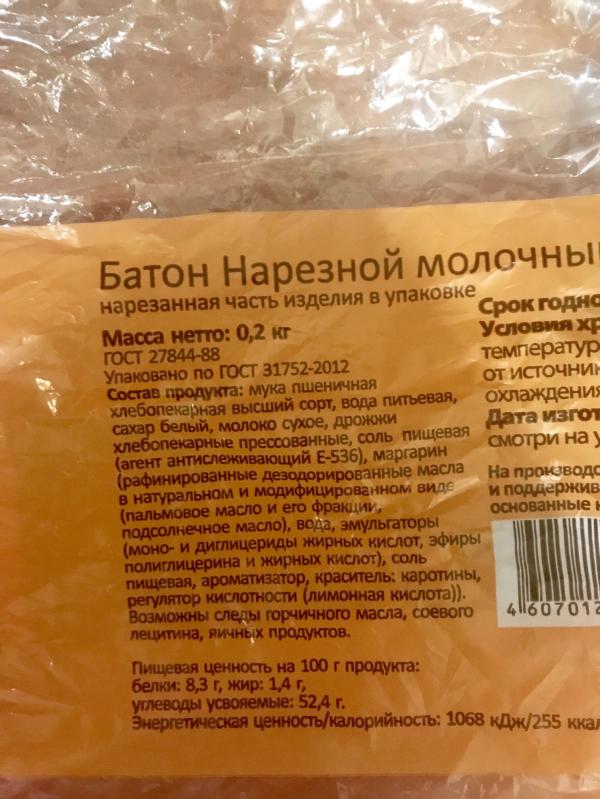 Батон Нарезной молочны
нарезанная часть изделия в упаковке
Масса нетто: 0,2 кг
ГОСТ 27844-88
Упаковано по ГОСТ 31752-2012
Состав продукта: мука пшеничная
хлебопекарная высший сорт, вода питьевая,
сахар белый, молоко сухое, дрожжи
хлебопекарные прессованные, соль пищевая
(агент антислеживающий Е-536), маргарин
(рафинированные дезодорированные масла
в натуральном и модифицированном виде
(пальмовое масло и его фракции,
подсолнечное масло), вода, эмульгаторы
(моно- и диглицериды жирных кислот, эфиры
полиглицерина и жирных кислот), соль
пищевая, ароматизатор, краситель: каротины,
регулятор кислотности (лимонная кислота)).
Возможны следы горчичного масла, соевого
лецитина, яичных продуктов.
Пищевая ценность на 100 г продукта:
белки: 8,3 г, жир: 1,4 г,
углеводы усвояемые: 52,4 г.
Энергетическая ценность/калорийность: 1068 кДж/255 ккал
Срок годно
Условия хр
температур
от источник
охлаждения
Дата изгот
смотри на у
На производс
и поддержив
основанные н
4 607012